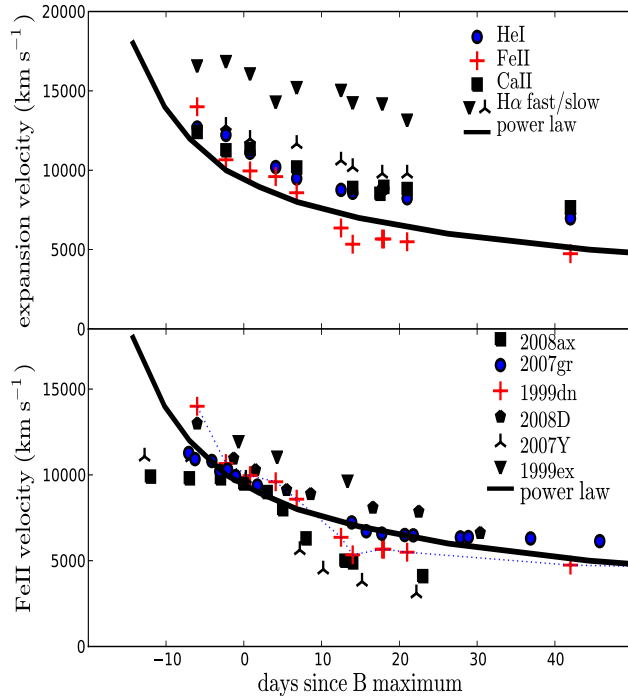 expansion velocity (km s⁻¹)
20000
15000
10000
5000
0
HeI
FeII
CaII
Hα fast/slow
power law
FeII velocity (km s⁻¹)
15000
10000
5000
0
2008ax
2007gr
1999dn
2008D
2007Y
1999ex
power law
−10 0 10 20 30 40
days since B maximum